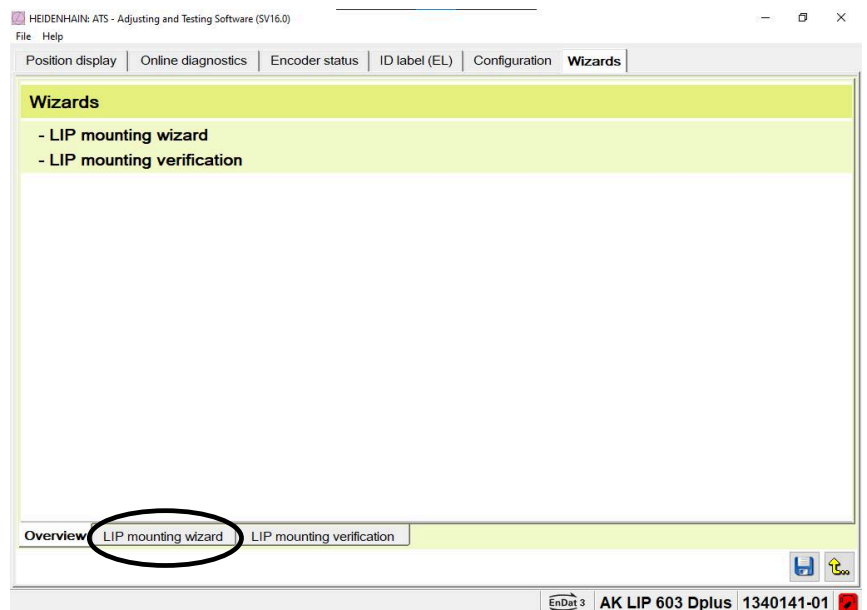 HEIDENHAIN: ATS - Adjusting and Testing Software (SV16.0)
File Help
Position display Online diagnostics Encoder status ID label (EL) Configuration Wizards
Wizards
- LIP mounting wizard
- LIP mounting verification
Overview LIP mounting wizard LIP mounting verification
EnDat 3 AK LIP 603 Dplus 1340141-01